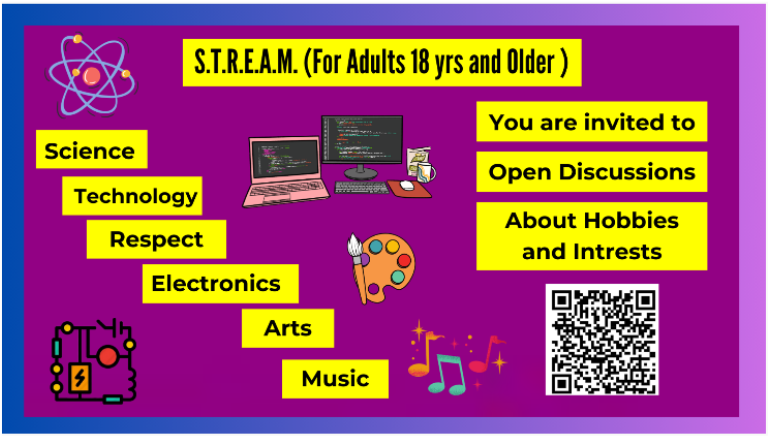 S.T.R.E.A.M. (For Adults 18 yrs and Older )
Science
Technology
Respect
Electronics
Arts
Music
You are invited to
Open Discussions
About Hobbies
and Intrests